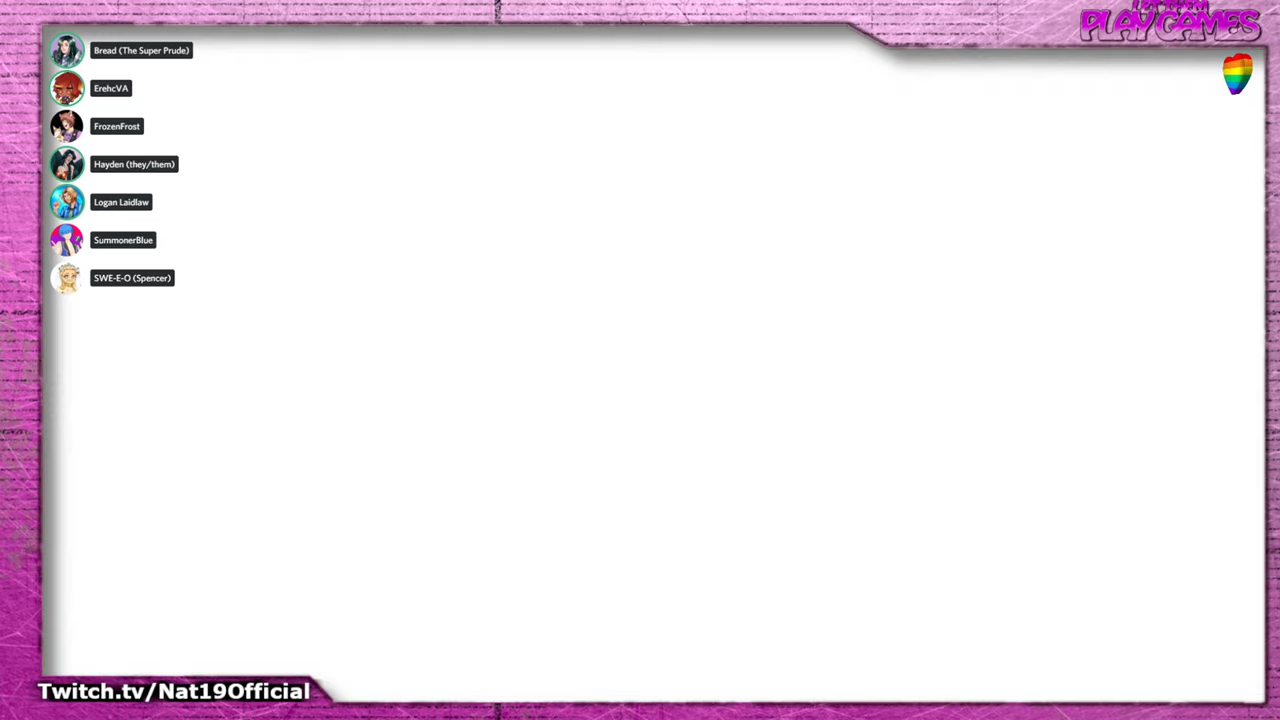 PLAY GAMES
Bread (The Super Prude)
ErehcVA
FrozenFrost
Hayden (they/them)
Logan Laidlaw
SummonerBlue
SWE-E-O (Spencer)
Twitch.tv/Nat19Official